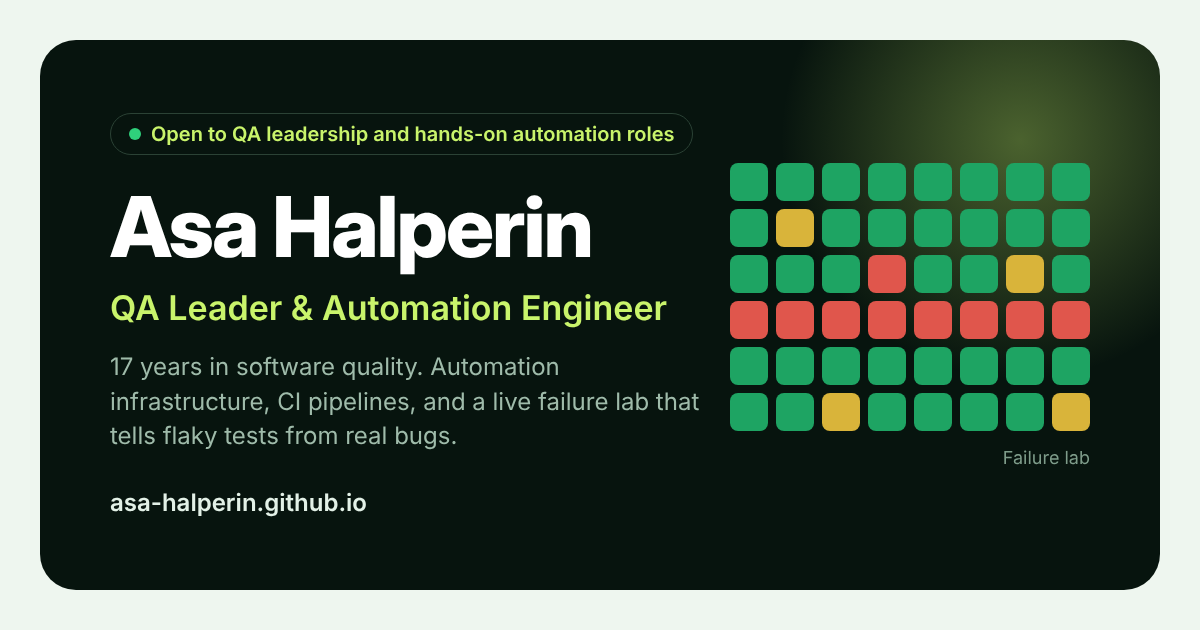 Open to QA leadership and hands-on automation roles
Asa Halperin
QA Leader & Automation Engineer
17 years in software quality. Automation
infrastructure, CI pipelines, and a live failure lab that
tells flaky tests from real bugs.
asa-halperin.github.io
Failure lab